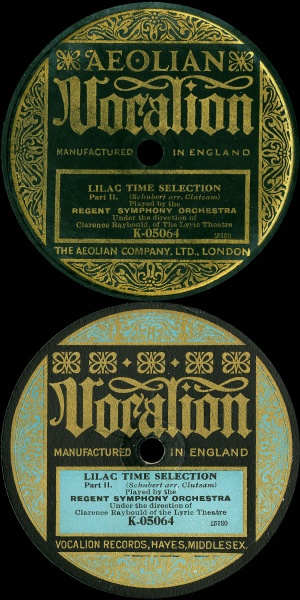 AEOLIAN
Vocalion
MANUFACTURED IN ENGLAND
LILAC TIME SELECTION
Part II. (Schubert arr. Clutsam)
Played by the
REGENT SYMPHONY ORCHESTRA
Under the direction of
Clarence Raybould, of The Lyric Theatre
K-05064
THE AEOLIAN COMPANY, LTD., LONDON
Vocalion
MANUFACTURED IN ENGLAND
LILAC TIME SELECTION
Part II. (Schubert arr. Clutsam)
Played by the
REGENT SYMPHONY ORCHESTRA
Under the direction of
Clarence Raybould of the Lyric Theatre
K-05064
VOCALION RECORDS, HAYES, MIDDLESEX.